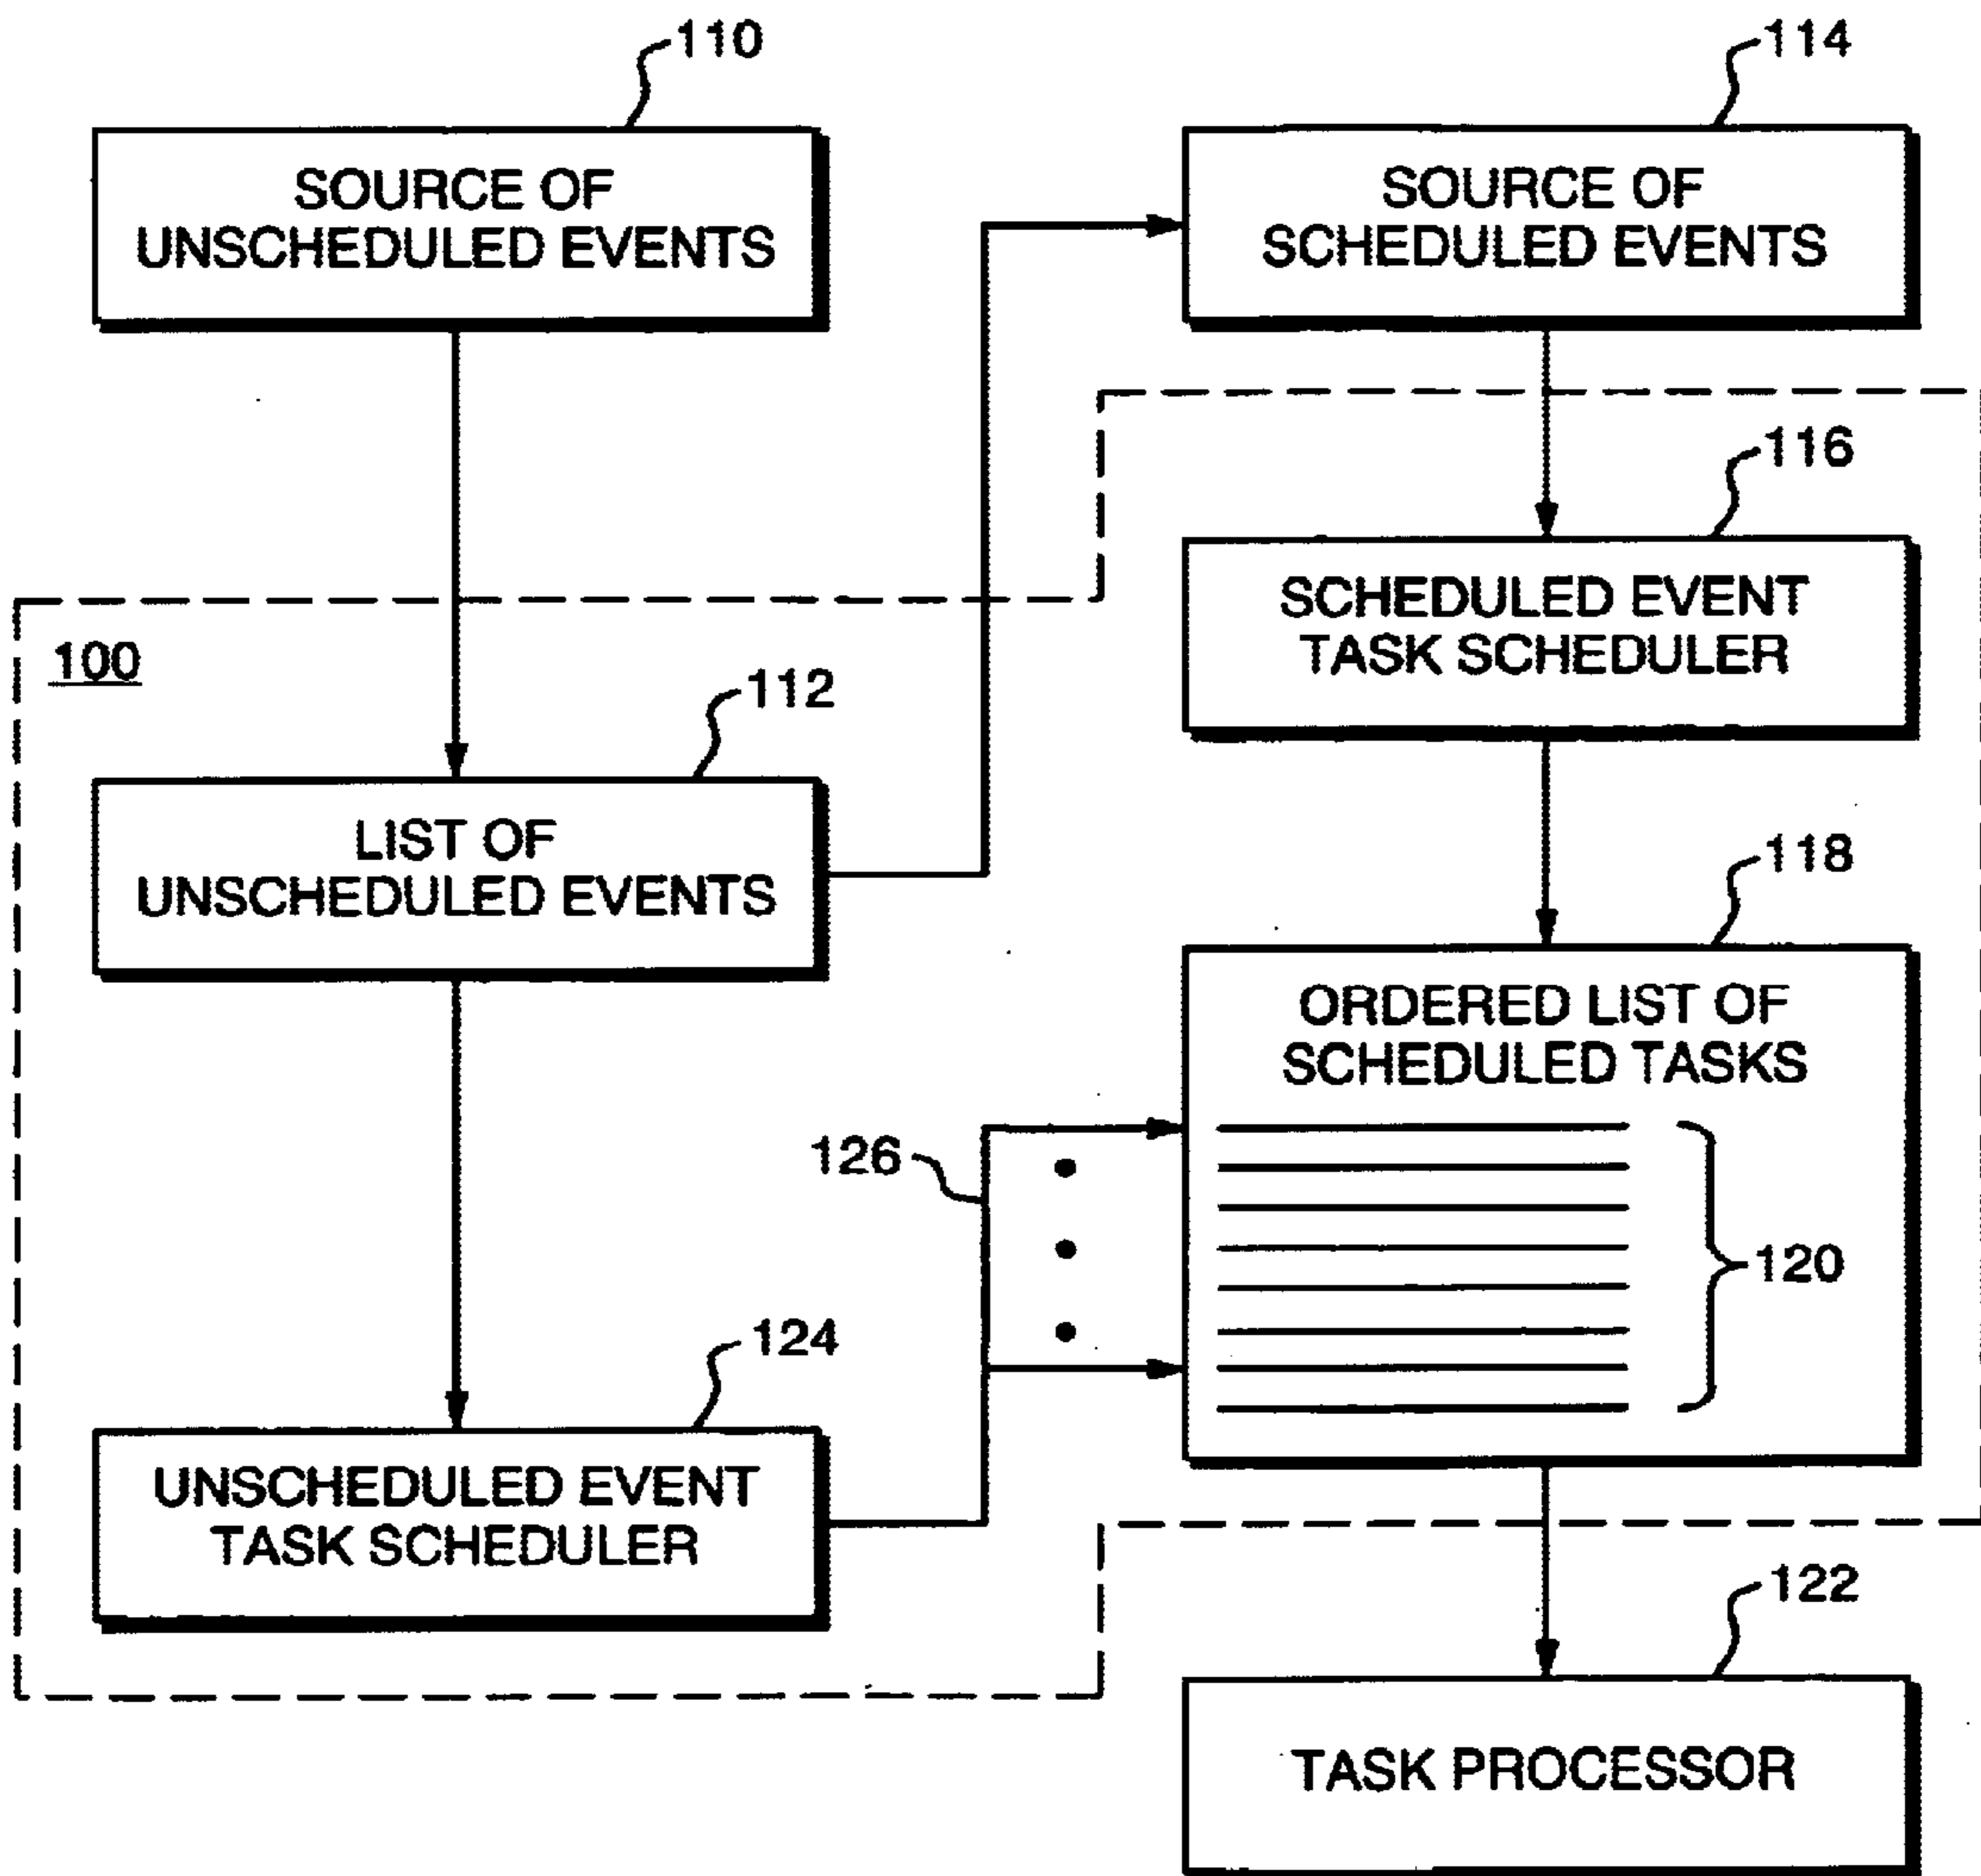 110
SOURCE OF
UNSCHEDULED EVENTS
114
SOURCE OF
SCHEDULED EVENTS
116
SCHEDULED EVENT
TASK SCHEDULER
100
112
LIST OF
UNSCHEDULED EVENTS
118
ORDERED LIST OF
SCHEDULED TASKS
126
120
124
UNSCHEDULED EVENT
TASK SCHEDULER
122
TASK PROCESSOR